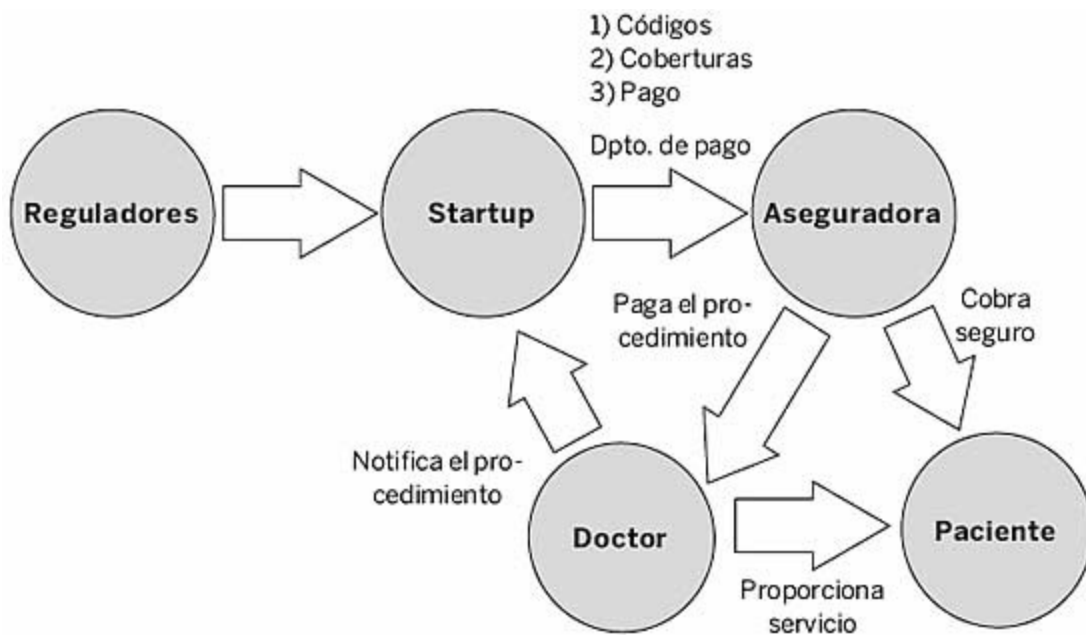 1) Códigos
2) Coberturas
3) Pago
Dpto. de pago
Reguladores
Startup
Aseguradora
Paga el pro-
cedimiento
Cobra
seguro
Notifica el pro-
cedimiento
Doctor
Paciente
Proporciona
servicio